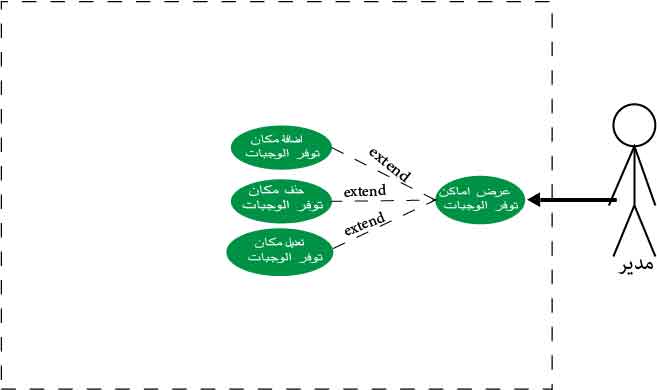 اضافة مكان
توفر الوجبات
extend
حذف مكان
توفر الوجبات
extend
عرض اماكن
توفر الوجبات
extend
تعديل مكان
توفر الوجبات
مدير